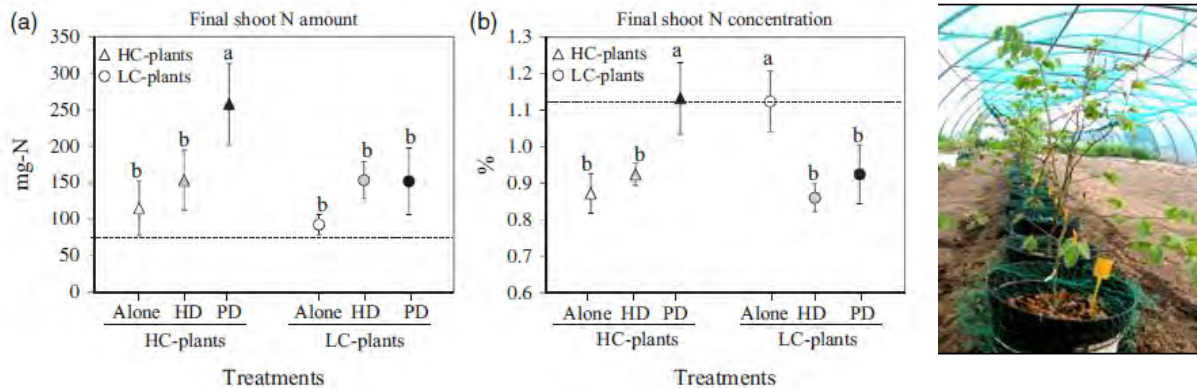 (a) Final shoot N amount
350
300
250
200
150
100
50
0
mg-N
HC-plants
LC-plants
b
b
a
b
b
b
Alone HD PD Alone HD PD
HC-plants LC-plants
Treatments
(b) Final shoot N concentration
1.3
1.2
1.1
1.0
0.9
0.8
0.7
0.6
%
HC-plants
LC-plants
b
b
a
a
b
b
Alone HD PD Alone HD PD
HC-plants LC-plants
Treatments